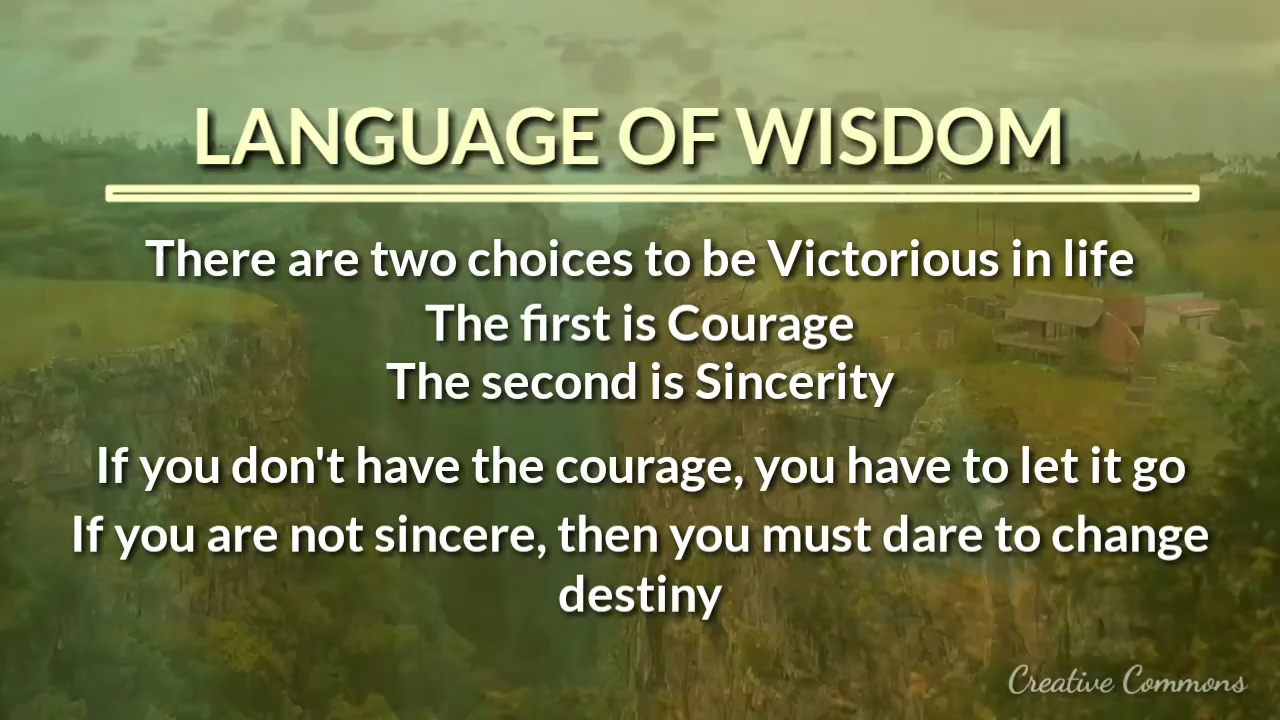 LANGUAGE OF WISDOM
There are two choices to be Victorious in life
The first is Courage
The second is Sincerity
If you don't have the courage, you have to let it go
If you are not sincere, then you must dare to change
destiny
Creative Commons